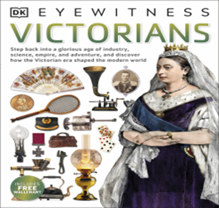 DK EYEWITNESS
VICTORIANS
Step back into a glorious age of industry,
science, empire, and adventure, and discover
how the Victorian era shaped the modern world
FREE
WALLCHART